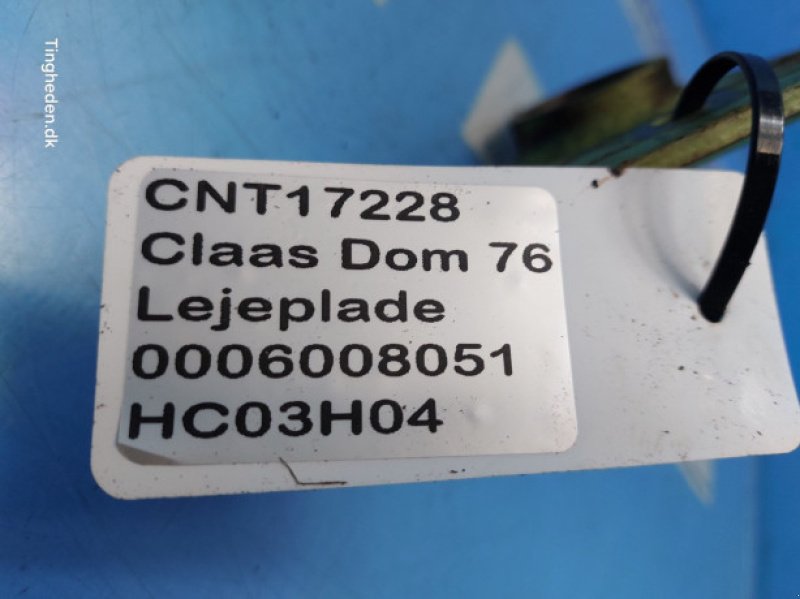 CNT17228
Claas Dom 76
Lejeplade
0006008051
HC03H04
Tingheden.dk